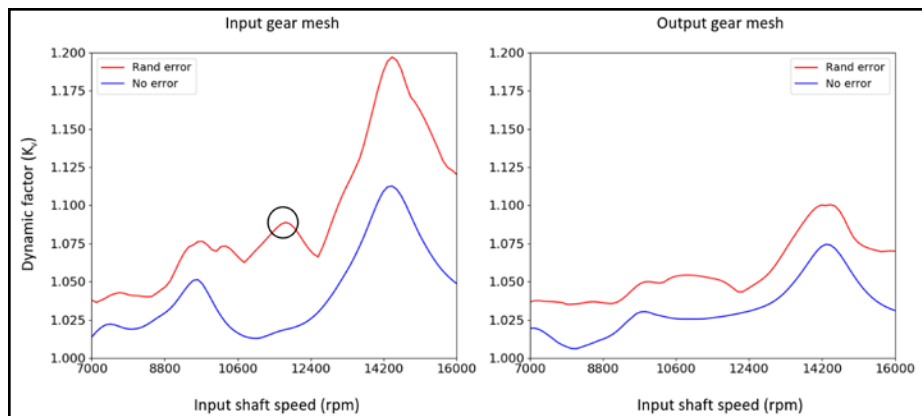 Input gear mesh
Output gear mesh
Dynamic factor (Kv)
1.200
1.175
1.150
1.125
1.100
1.075
1.050
1.025
1.000
Rand error
No error
7000 8800 10600 12400 14200 16000
Input shaft speed (rpm)
1.200
1.175
1.150
1.125
1.100
1.075
1.050
1.025
1.000
Rand error
No error
7000 8800 10600 12400 14200 16000
Input shaft speed (rpm)